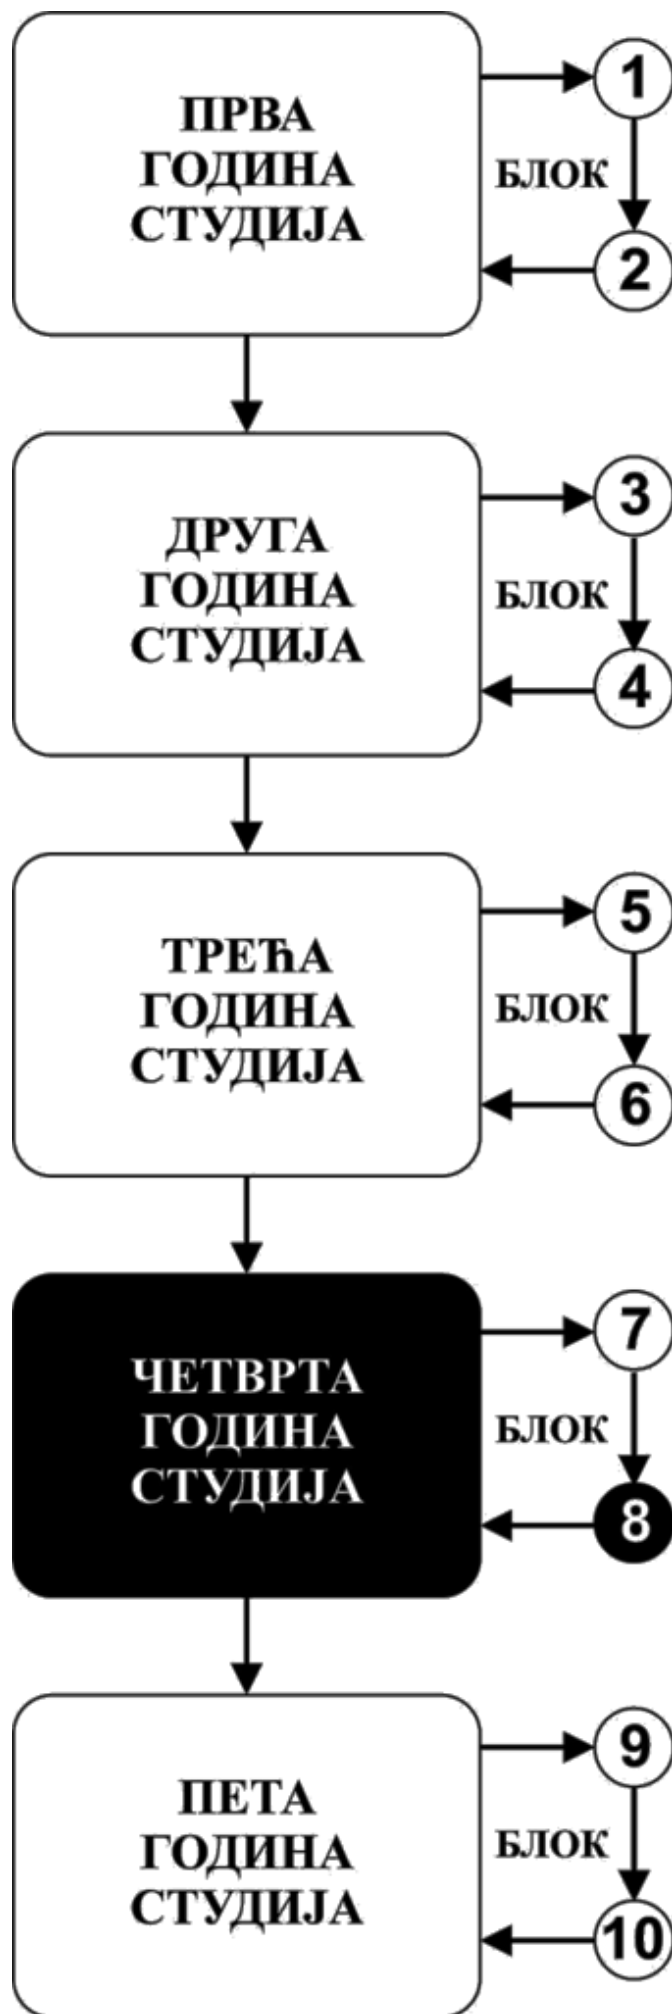 ПРВА
ГОДИНА
СТУДИЈА
1
БЛОК
2
ДРУГА
ГОДИНА
СТУДИЈА
3
БЛОК
4
ТРЕЋА
ГОДИНА
СТУДИЈА
5
БЛОК
6
ЧЕТВРТА
ГОДИНА
СТУДИЈА
7
БЛОК
8
ПЕТА
ГОДИНА
СТУДИЈА
9
БЛОК
10